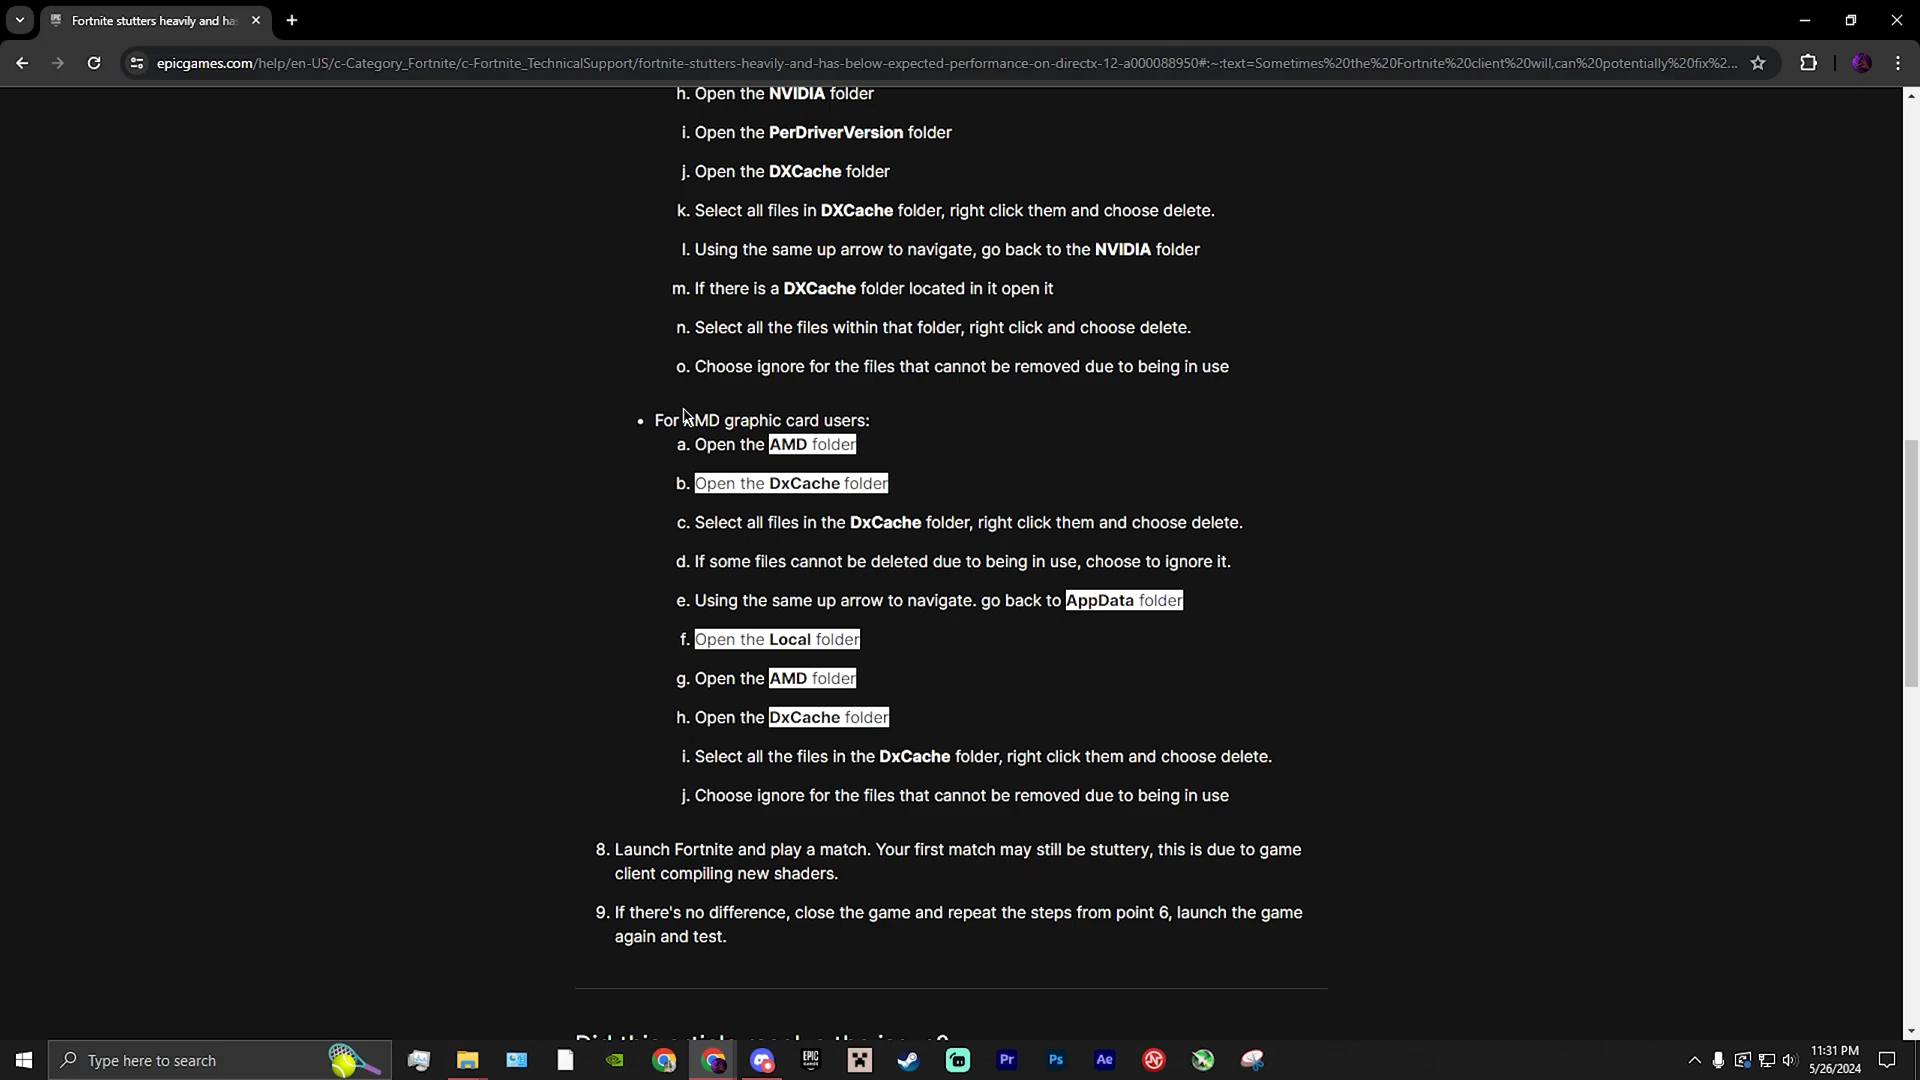 Fortnite stutters heavily and ha
epicgames.com/help/en-US/c-Category_Fortnite/c-Fortnite_TechnicalSupport/fortnite-stutters-heavily-and-has-below-expected-performance-on-directx-12-a000088950#:~:text=Sometimes%20the%20Fortnite%20client%20will,can%20potentially%20fix%2...
h. Open the NVIDIA folder
i. Open the PerDriverVersion folder
j. Open the DXCache folder
k. Select all files in DXCache folder, right click them and choose delete.
l. Using the same up arrow to navigate, go back to the NVIDIA folder
m. If there is a DXCache folder located in it open it
n. Select all the files within that folder, right click and choose delete.
o. Choose ignore for the files that cannot be removed due to being in use
• For AMD graphic card users:
a. Open the AMD folder
b. Open the DxCache folder
c. Select all files in the DxCache folder, right click them and choose delete.
d. If some files cannot be deleted due to being in use, choose to ignore it.
e. Using the same up arrow to navigate. go back to AppData folder
f. Open the Local folder
g. Open the AMD folder
h. Open the DxCache folder
i. Select all the files in the DxCache folder, right click them and choose delete.
j. Choose ignore for the files that cannot be removed due to being in use
8. Launch Fortnite and play a match. Your first match may still be stuttery, this is due to game
client compiling new shaders.
9. If there's no difference, close the game and repeat the steps from point 6, launch the game
again and test.
Did this article resolve the issue?
Type here to search
EPIC
GAMES
Pr
Ps
Ae
11:31 PM
5/26/2024